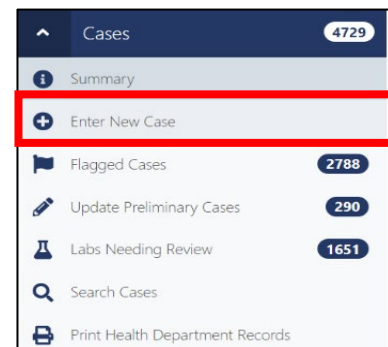 Cases 4729
Summary
Enter New Case
Flagged Cases 2788
Update Preliminary Cases 290
Labs Needing Review 1651
Search Cases
Print Health Department Records